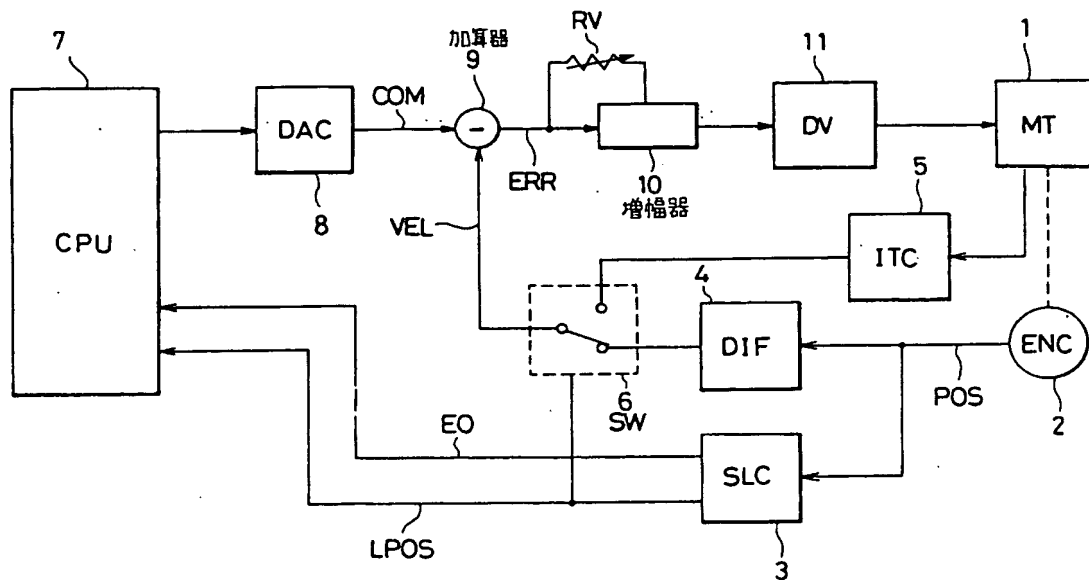 7
CPU
DAC
8
COM
加算器
9
-
ERR
RV
10
増幅器
11
DV
1
MT
5
ITC
VEL
4
DIF
6
SW
ENC
2
POS
EO
SLC
3
LPOS